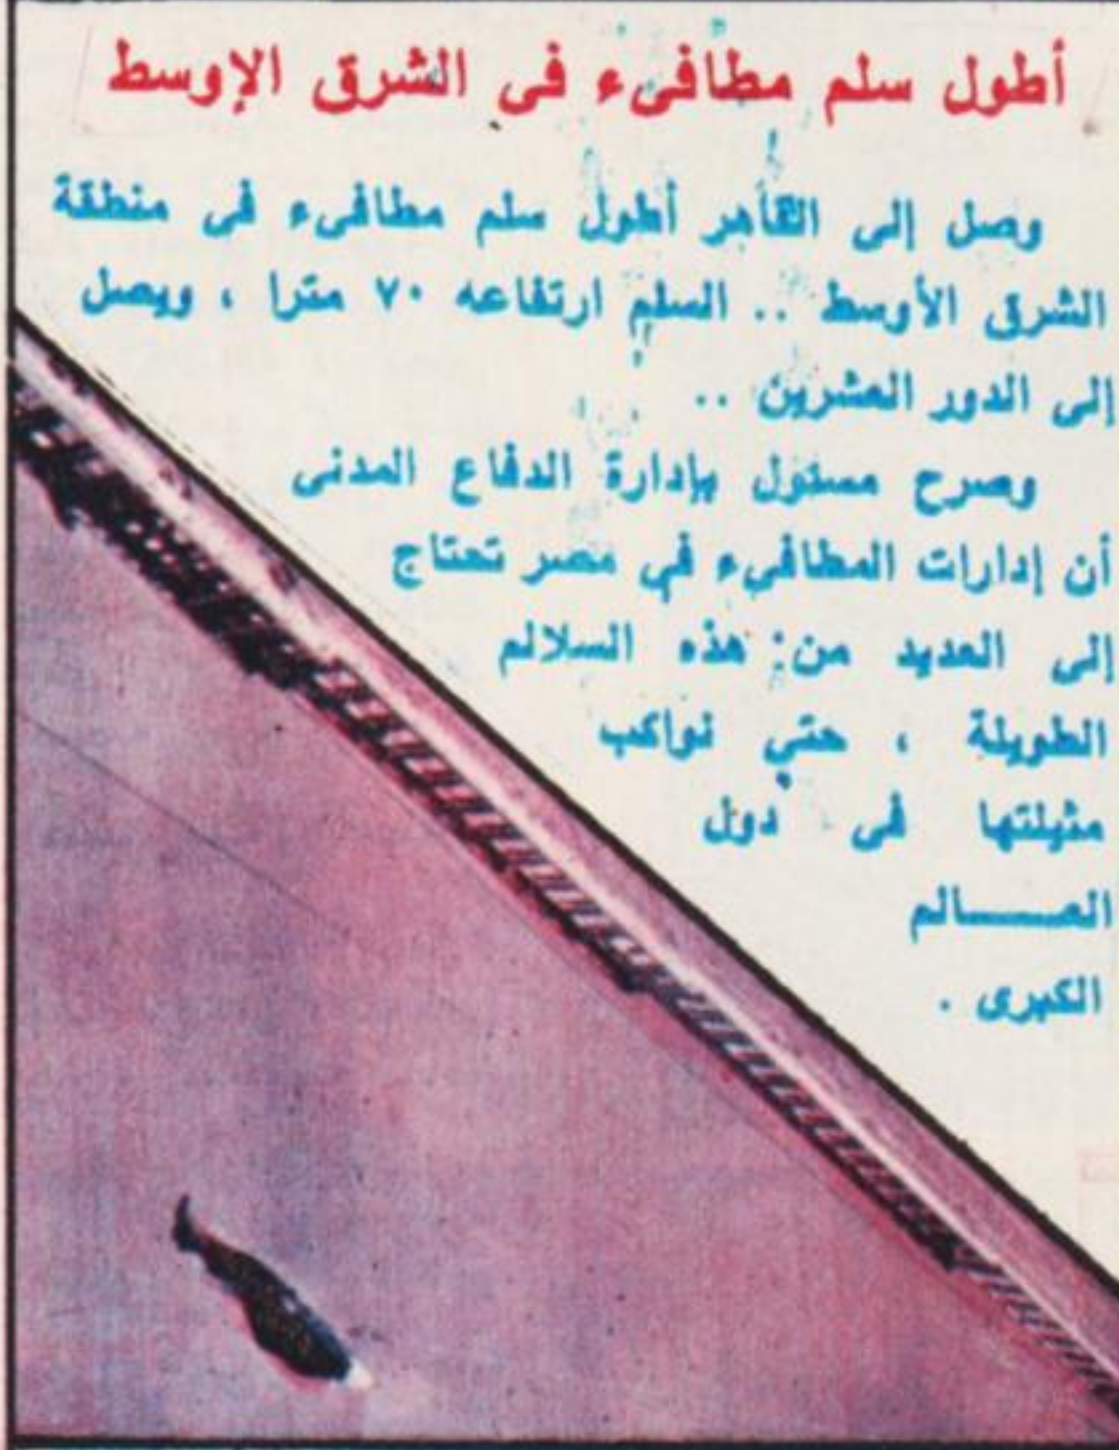 أطول سلم مطافىء فى الشرق الإوسط
وصل إلى القاهر أطول سلم مطافىء فى منطقة
الشرق الأوسط .. السلم ارتفاعه ٧٠ مترا ، ويصل
إلى الدور العشرين ..
وصرح مسئول بإدارة الدفاع المدنى
أن إدارات المطافىء في مصر تحتاج
إلى العديد من هذه السلالم
الطويلة ، حتي نواكب
مثيلتها فى دول
العـــــالم
الكبرى .